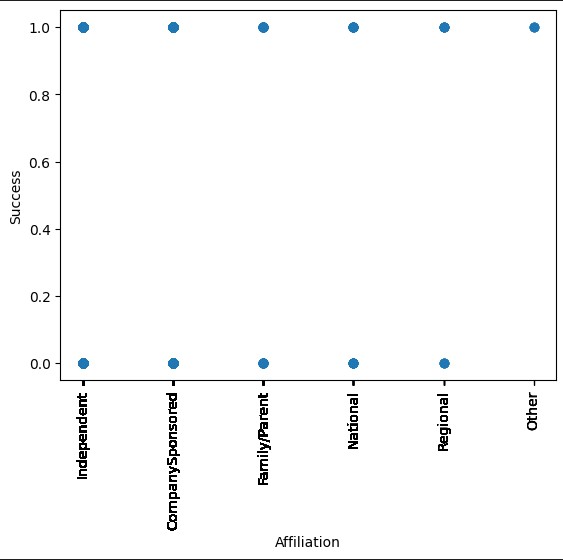 1.0
0.8
0.6
0.4
0.2
0.0
Success
Independent
CompanySponsored
Family/Parent
National
Regional
Other
Affiliation